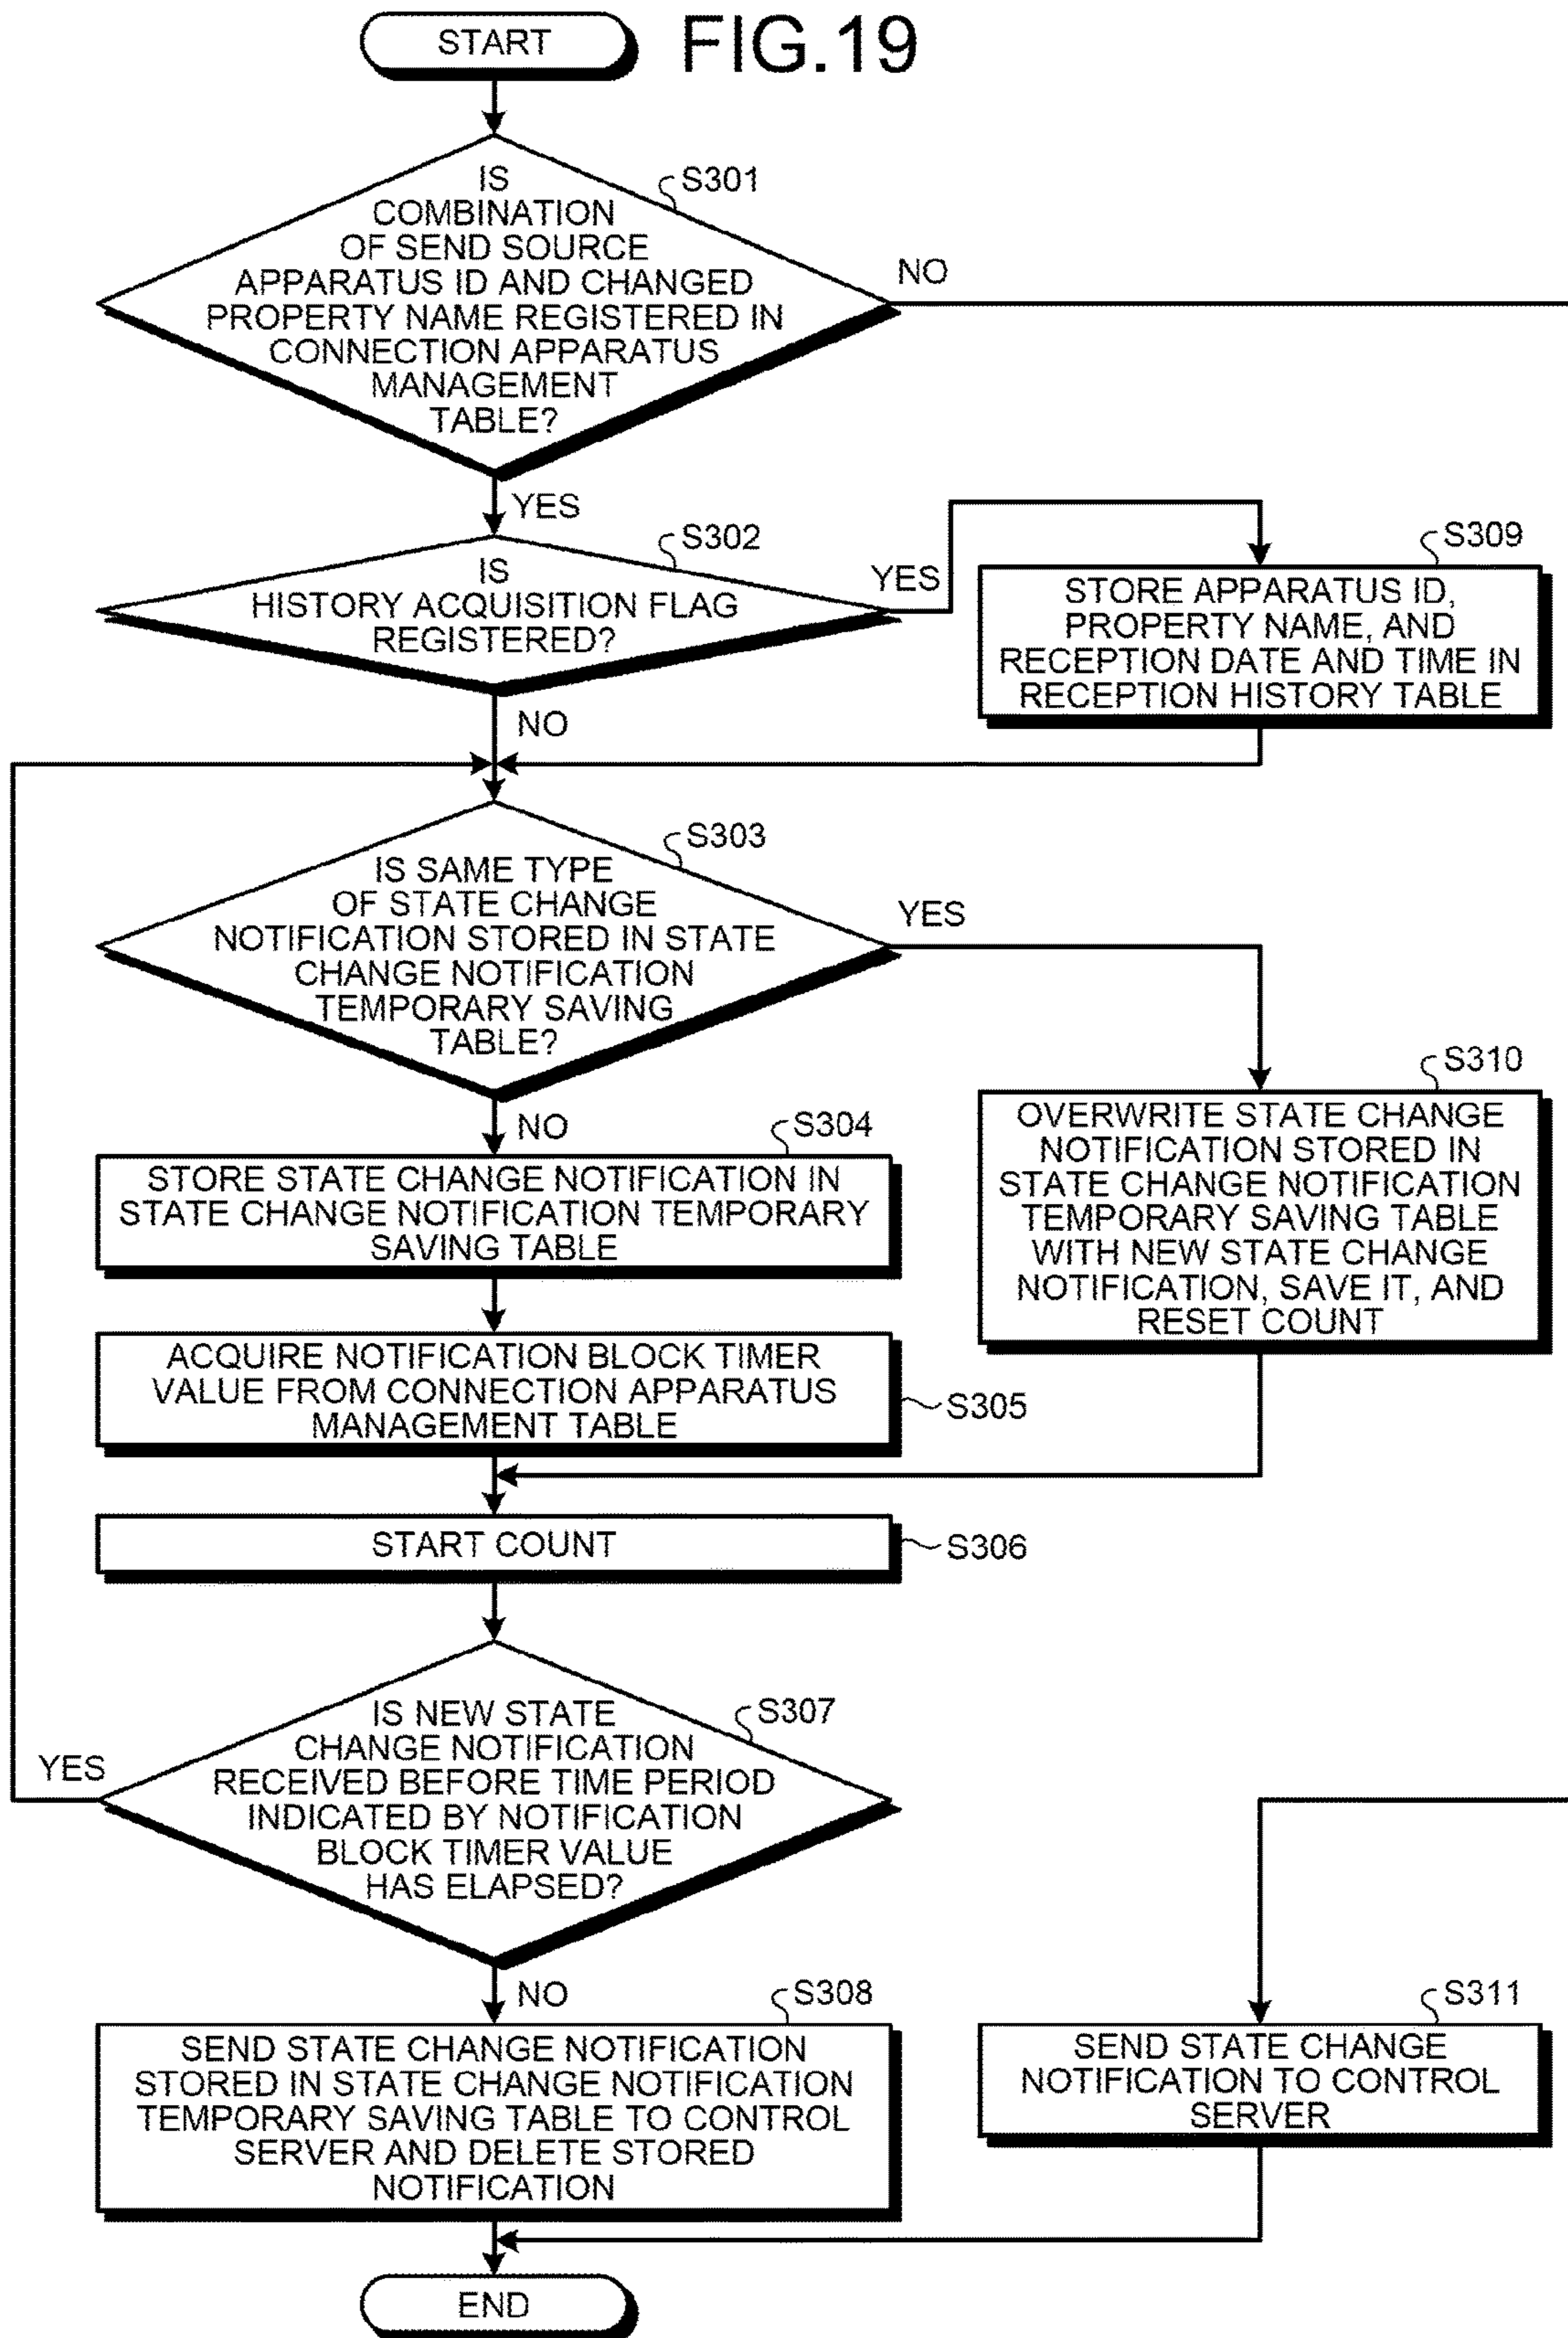 START
FIG.19
IS
COMBINATION
OF SEND SOURCE
APPARATUS ID AND CHANGED
PROPERTY NAME REGISTERED IN
CONNECTION APPARATUS
MANAGEMENT
TABLE?
S301
NO
YES
IS
HISTORY ACQUISITION FLAG
REGISTERED?
S302
YES
NO
S309
STORE APPARATUS ID,
PROPERTY NAME, AND
RECEPTION DATE AND TIME IN
RECEPTION HISTORY TABLE
IS SAME TYPE
OF STATE CHANGE
NOTIFICATION STORED IN STATE
CHANGE NOTIFICATION
TEMPORARY SAVING
TABLE?
S303
YES
NO
S310
OVERWRITE STATE CHANGE
NOTIFICATION STORED IN
STATE CHANGE NOTIFICATION
TEMPORARY SAVING TABLE
WITH NEW STATE CHANGE
NOTIFICATION, SAVE IT, AND
RESET COUNT
S304
STORE STATE CHANGE NOTIFICATION IN
STATE CHANGE NOTIFICATION TEMPORARY
SAVING TABLE
ACQUIRE NOTIFICATION BLOCK TIMER
VALUE FROM CONNECTION APPARATUS
MANAGEMENT TABLE
S305
START COUNT
S306
IS NEW STATE
CHANGE NOTIFICATION
RECEIVED BEFORE TIME PERIOD
INDICATED BY NOTIFICATION
BLOCK TIMER VALUE
HAS ELAPSED?
S307
YES
NO
S308
SEND STATE CHANGE NOTIFICATION
STORED IN STATE CHANGE NOTIFICATION
TEMPORARY SAVING TABLE TO CONTROL
SERVER AND DELETE STORED
NOTIFICATION
S311
SEND STATE CHANGE
NOTIFICATION TO CONTROL
SERVER
END